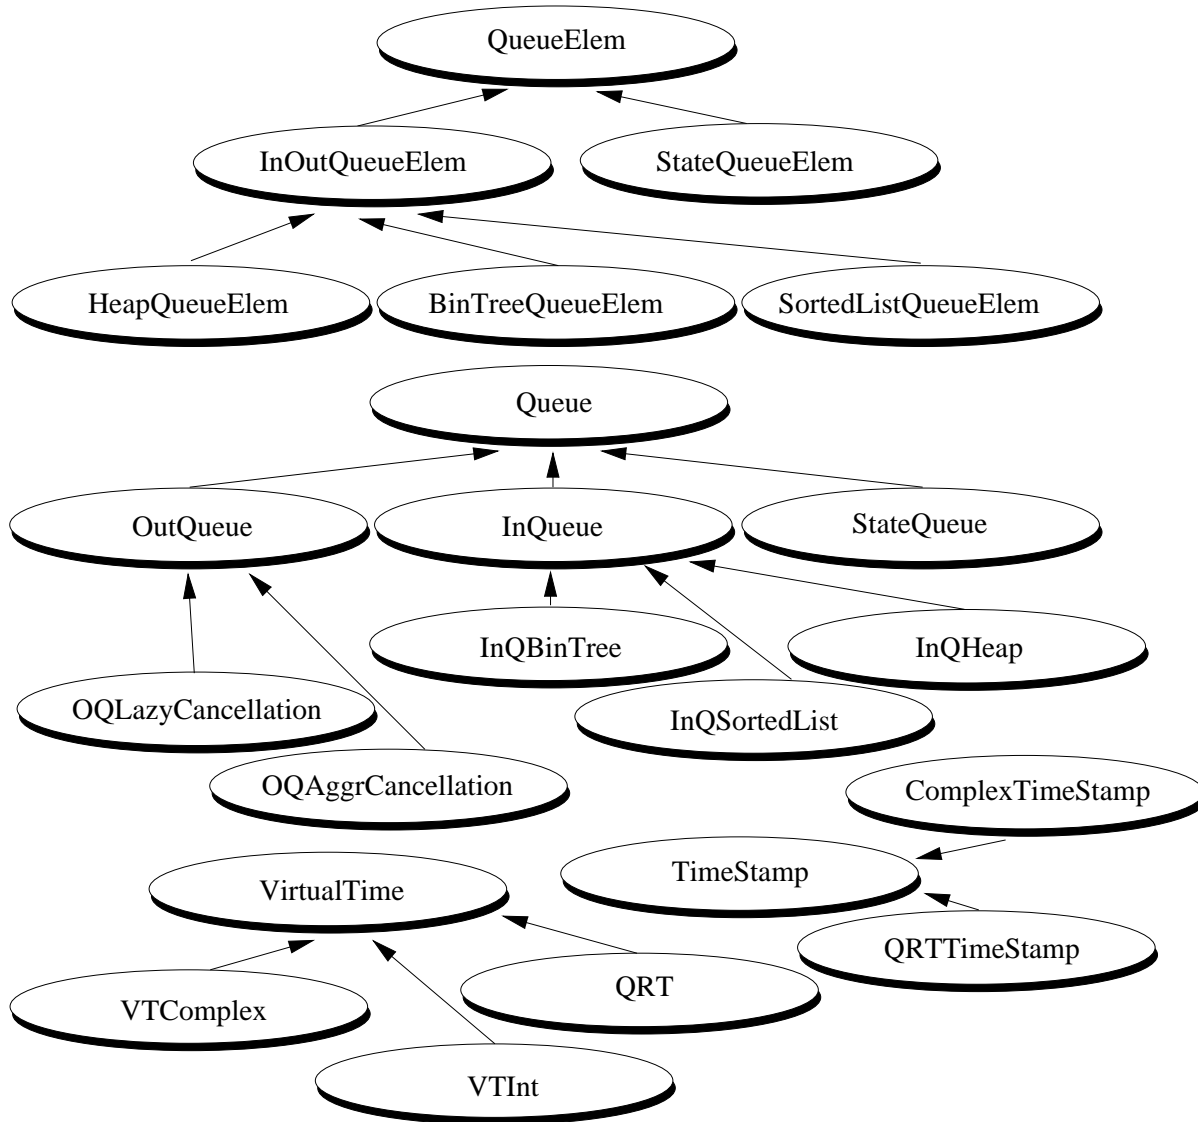 QueueElem
InOutQueueElem
StateQueueElem
HeapQueueElem
BinTreeQueueElem
SortedListQueueElem
Queue
OutQueue
InQueue
StateQueue
InQBinTree
InQHeap
OQLazyCancellation
InQSortedList
OQAggrCancellation
ComplexTimeStamp
VirtualTime
TimeStamp
QRTTimeStamp
VTComplex
QRT
VTInt